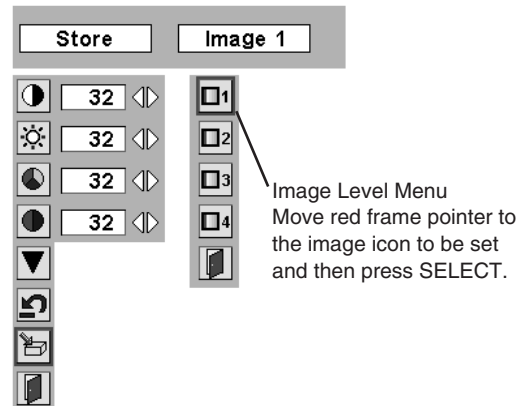 Store Image 1
32 1
32 2
32 3
32 4
Image Level Menu
Move red frame pointer to
the image icon to be set
and then press SELECT.